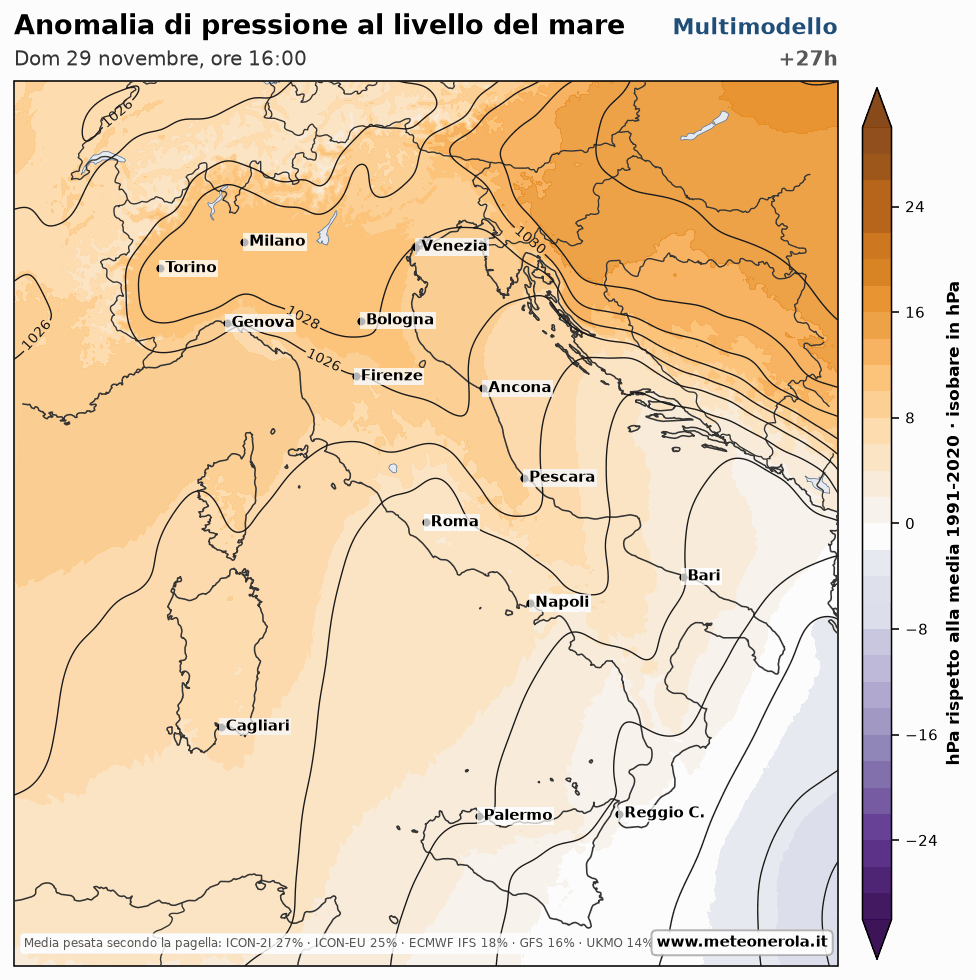 Anomalia di pressione al livello del mare
Multimodello
Dom 29 novembre, ore 16:00
+27h
1026
Milano
Venezia
1030
Torino
24
16
8
0
−8
−16
−24
hPa rispetto alla media 1991-2020 · isobare in hPa
Genova
1028
Bologna
1026
1026
Firenze
Ancona
Pescara
Roma
Bari
Napoli
Cagliari
Palermo
Reggio C.
Media pesata secondo la pagella: ICON-2I 27% · ICON-EU 25% · ECMWF IFS 18% · GFS 16% · UKMO 14%
www.meteonerola.it